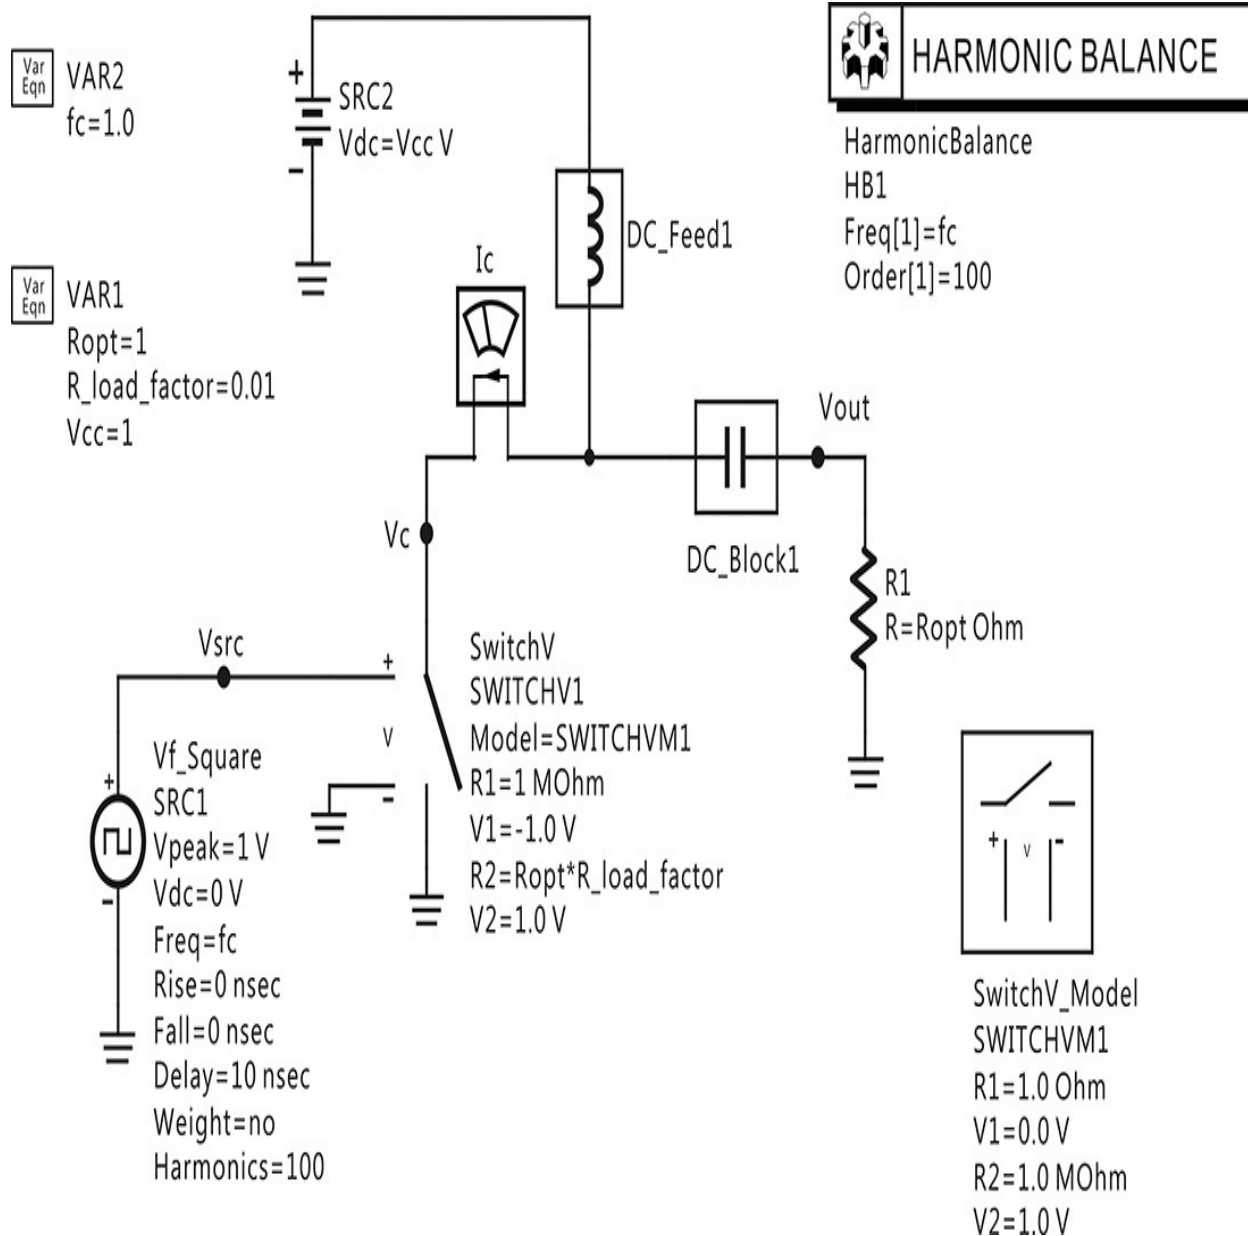 Var
Eqn
VAR2
fc=1.0
+
SRC2
Vdc=Vcc V
-
HARMONIC BALANCE
HarmonicBalance
HB1
Freq[1]=fc
Order[1]=100
DC_Feed1
Ic
Var
Eqn
VAR1
Ropt=1
R_load_factor=0.01
Vcc=1
Vout
Vc
DC_Block1
R1
R=Ropt Ohm
Vsrc
+
v
-
SwitchV
SWITCHV1
Model=SWITCHVM1
R1=1 MOhm
V1=-1.0 V
R2=Ropt*R_load_factor
V2=1.0 V
+
-
Vf_Square
SRC1
Vpeak=1 V
Vdc=0 V
Freq=fc
Rise=0 nsec
Fall=0 nsec
Delay=10 nsec
Weight=no
Harmonics=100
+ v -
SwitchV_Model
SWITCHVM1
R1=1.0 Ohm
V1=0.0 V
R2=1.0 MOhm
V2=1.0 V